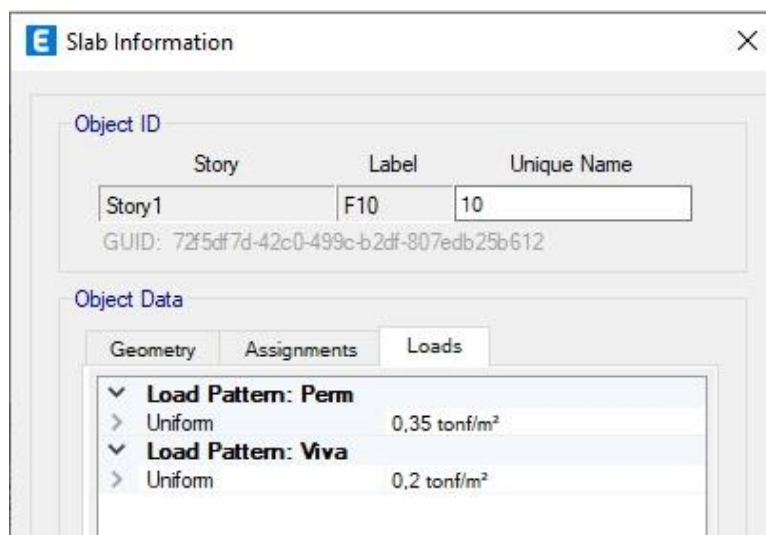 E Slab Information
Object ID
Story Label Unique Name
Story1 F10 10
GUID: 72f5df7d-42c0-499c-b2df-807edb25b612
Object Data
Geometry Assignments Loads
Load Pattern: Perm
Uniform 0,35 tonf/m²
Load Pattern: Viva
Uniform 0,2 tonf/m²